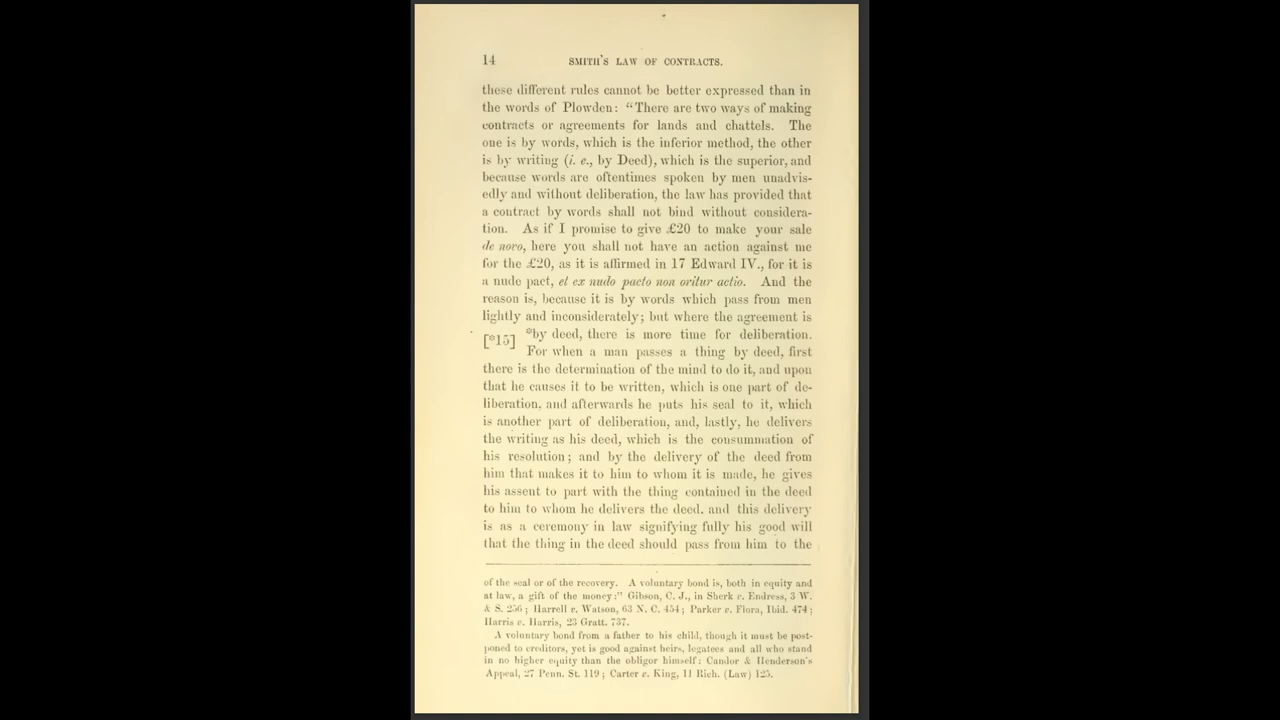 14 SMITH'S LAW OF CONTRACTS.
these different rules cannot be better expressed than in
the words of Plowden: "There are two ways of making
contracts or agreements for lands and chattels. The
one is by words, which is the inferior method, the other
is by writing (i. e., by Deed), which is the superior, and
because words are oftentimes spoken by men unadvis-
edly and without deliberation, the law has provided that
a contract by words shall not bind without considera-
tion. As if I promise to give £20 to make your sale
de novo, here you shall not have an action against me
for the £20, as it is affirmed in 17 Edward IV., for it is
a nude pact, et ex nudo pacto non oritur actio. And the
reason is, because it is by words which pass from men
lightly and inconsiderately; but where the agreement is
[*15] *by deed, there is more time for deliberation.
For when a man passes a thing by deed, first
there is the determination of the mind to do it, and upon
that he causes it to be written, which is one part of de-
liberation, and afterwards he puts his seal to it, which
is another part of deliberation, and, lastly, he delivers
the writing as his deed, which is the consummation of
his resolution; and by the delivery of the deed from
him that makes it to him to whom it is made, he gives
his assent to part with the thing contained in the deed
to him to whom he delivers the deed. and this delivery
is as a ceremony in law signifying fully his good will
that the thing in the deed should pass from him to the
of the seal or of the recovery. A voluntary bond is, both in equity and
at law, a gift of the money:" Gibson, C. J., in Sherk v. Endress, 3 W.
& S. 256; Harrell v. Watson, 63 N. C. 454; Parker v. Flora, Ibid. 474;
Harris v. Harris, 23 Gratt. 737.
A voluntary bond from a father to his child, though it must be post-
poned to creditors, yet is good against heirs, legatees and all who stand
in no higher equity than the obligor himself: Candor & Henderson's
Appeal, 27 Penn. St. 119; Carter v. King, 11 Rich. (Law) 125.